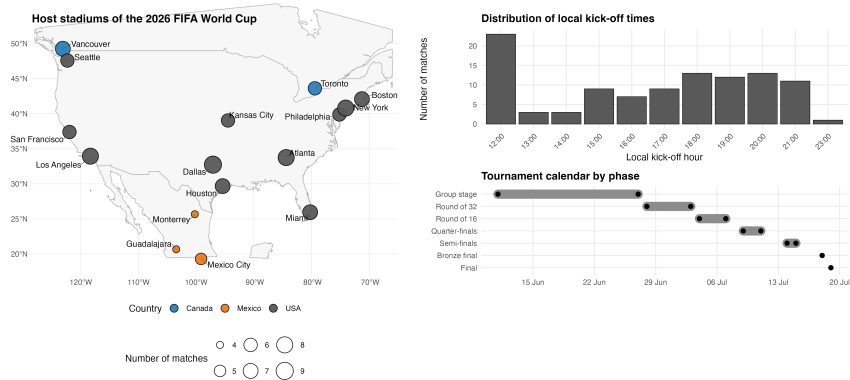 Host stadiums of the 2026 FIFA World Cup
50°N
45°N
40°N
35°N
30°N
25°N
20°N
Vancouver
Seattle
Toronto
Boston
New York
Philadelphia
Kansas City
San Francisco
Los Angeles
Atlanta
Dallas
Houston
Miami
Monterrey
Guadalajara
Mexico City
120°W 110°W 100°W 90°W 80°W 70°W
Country Canada Mexico USA
Number of matches
4 6 8
5 7 9
Distribution of local kick-off times
Number of matches
20
15
10
5
0
12:00 13:00 14:00 15:00 16:00 17:00 18:00 19:00 20:00 21:00 23:00
Local kick-off hour
Tournament calendar by phase
Group stage
Round of 32
Round of 16
Quarter-finals
Semi-finals
Bronze final
Final
15 Jun 22 Jun 29 Jun 06 Jul 13 Jul 20 Jul